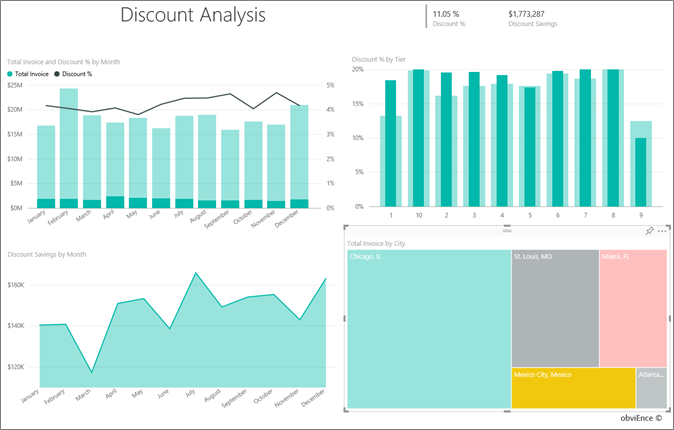 Discount Analysis
11.05 %
Discount %
$1,773,287
Discount Savings
Total Invoice and Discount % by Month
Total Invoice Discount %
$25M
$20M
$15M
$10M
$5M
$0M
5%
4%
3%
2%
1%
0%
January
February
March
April
May
June
July
August
September
October
November
December
Discount % by Tier
20%
15%
10%
5%
0%
1 10 2 3 4 5 6 7 8 9
Discount Savings by Month
$160K
$140K
$120K
January
February
March
April
May
June
July
August
September
October
November
December
Total Invoice by City
Chicago, IL
St. Louis, MO
Miami, FL
Mexico City, Mexico
Atlanta...
obviEnce ©